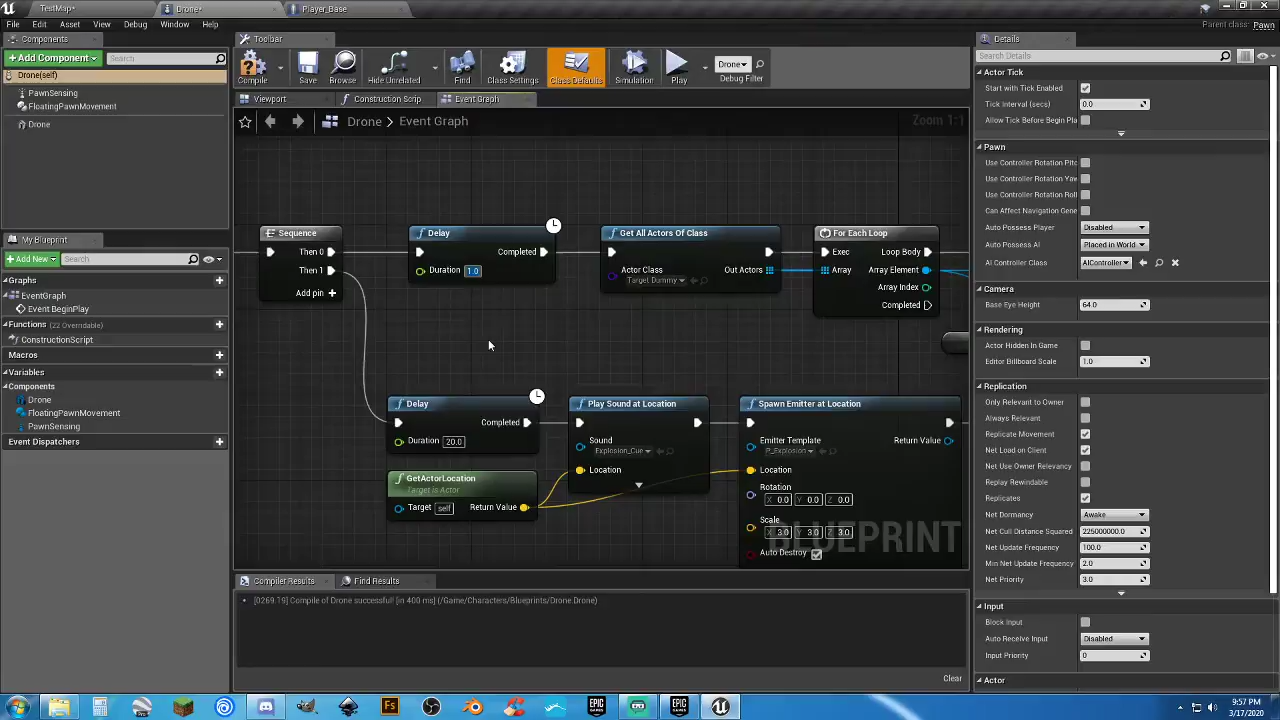 TestMap*
Drone*
Player_Base
File
Edit
Asset
View
Debug
Window
Help
Parent class: Pawn
Components
Toolbar
Details
+ Add Component
Search
Compile
Save
Browse
Hide Unrelated
Find
Class Settings
Class Defaults
Simulation
Play
Drone
Debug Filter
Search Details
Drone(self)
PawnSensing
FloatingPawnMovement
Drone
Viewport
Construction Scrip
Event Graph
Drone > Event Graph
Zoom 1:1
Sequence
Then 0
Then 1
Add pin +
Delay
Completed
Duration 1.0
Get All Actors Of Class
Actor Class
Target Dummy
Out Actors
For Each Loop
Exec
Loop Body
Array
Array Element
Array Index
Completed
Delay
Completed
Duration 20.0
GetActorLocation
Target is Actor
Target self
Return Value
Play Sound at Location
Sound
Explosion_Cue
Location
Spawn Emitter at Location
Emitter Template
P_Explosion
Return Value
Location
Rotation
X 0.0 Y 0.0 Z 0.0
Scale
X 3.0 Y 3.0 Z 3.0
Auto Destroy
BLUEPRINT
My Blueprint
+ Add New
Search
Graphs
EventGraph
Event BeginPlay
Functions (22 Overridable)
ConstructionScript
Macros
Variables
Components
Drone
FloatingPawnMovement
PawnSensing
Event Dispatchers
Compiler Results
Find Results
[0269.19] Compile of Drone successful! [in 400 ms] (/Game/Characters/Blueprints/Drone.Drone)
Clear
Actor Tick
Start with Tick Enabled
Tick Interval (secs) 0.0
Allow Tick Before Begin Pla
Pawn
Use Controller Rotation Pitc
Use Controller Rotation Yaw
Use Controller Rotation Roll
Can Affect Navigation Gene
Auto Possess Player Disabled
Auto Possess AI Placed in World
AI Controller Class AIController
Camera
Base Eye Height 64.0
Rendering
Actor Hidden In Game
Editor Billboard Scale 1.0
Replication
Only Relevant to Owner
Always Relevant
Replicate Movement
Net Load on Client
Net Use Owner Relevancy
Replay Rewindable
Replicates
Net Dormancy Awake
Net Cull Distance Squared 225000000.0
Net Update Frequency 100.0
Min Net Update Frequency 2.0
Net Priority 3.0
Input
Block Input
Auto Receive Input Disabled
Input Priority 0
Actor
Fs
EPIC GAMES
EPIC GAMES
9:57 PM
3/17/2020